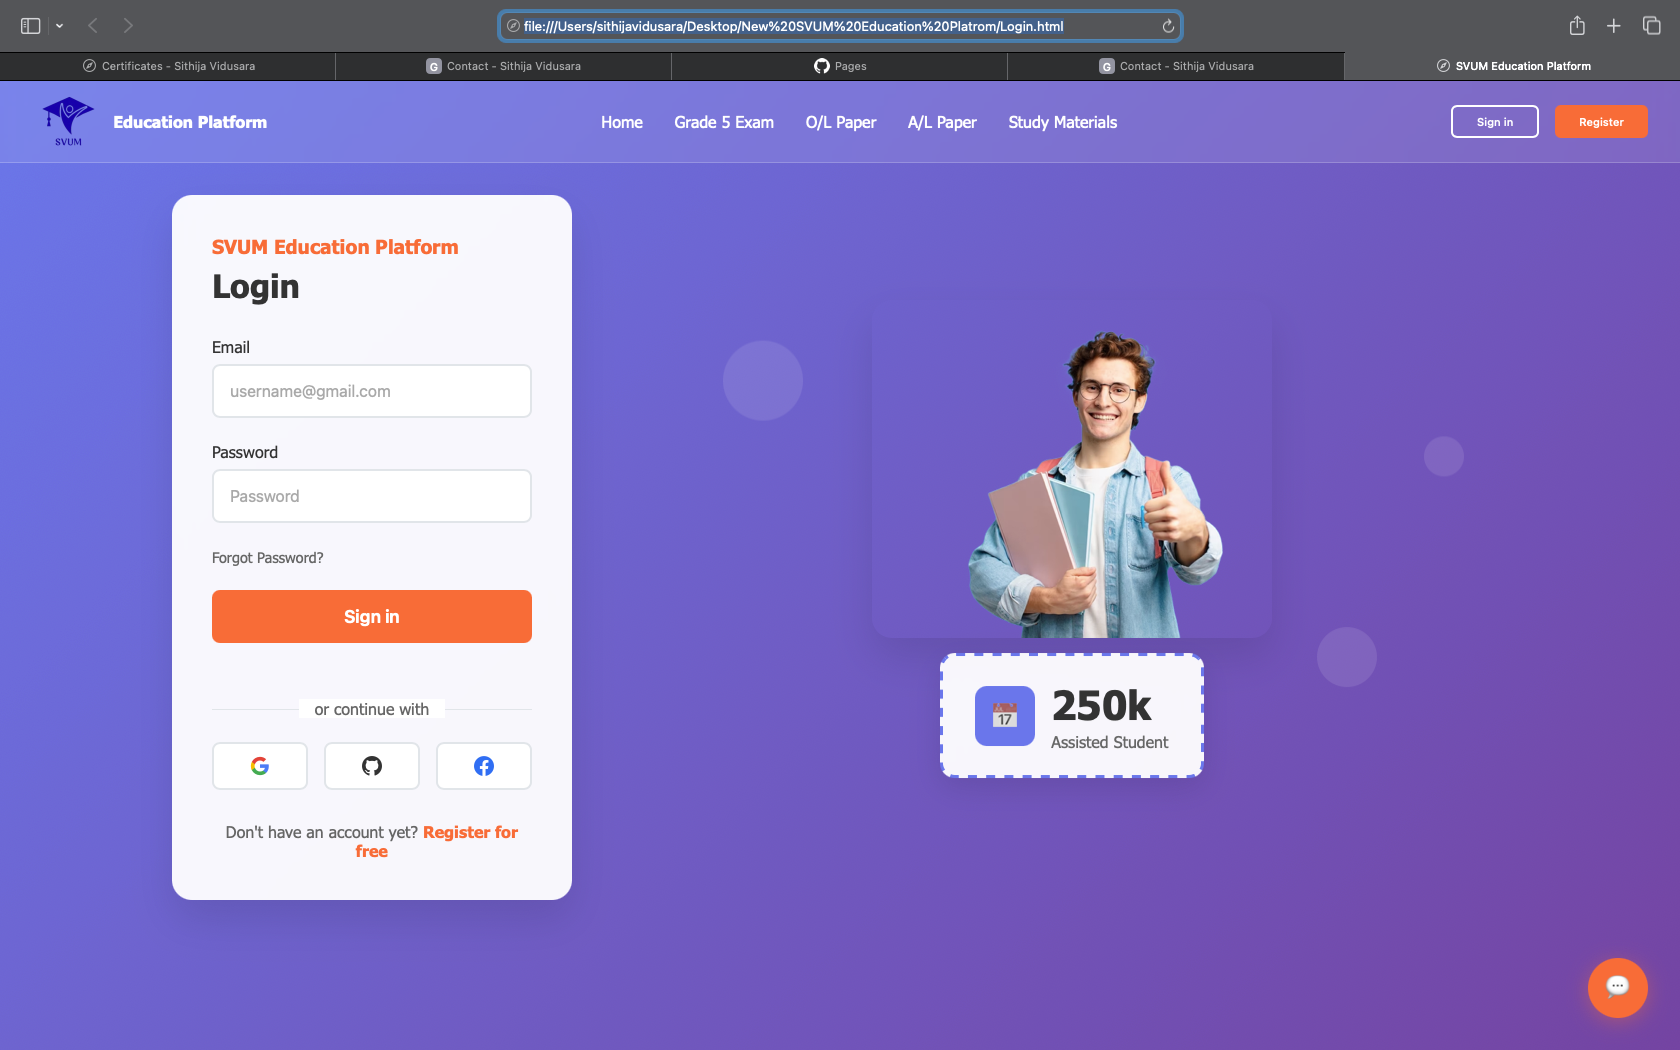 file:///Users/sithijavidusara/Desktop/New%20SVUM%20Education%20Platrom/Login.html
Certificates - Sithija Vidusara
G Contact - Sithija Vidusara
Pages
G Contact - Sithija Vidusara
SVUM Education Platform
SVUM
Education Platform
Home
Grade 5 Exam
O/L Paper
A/L Paper
Study Materials
Sign in
Register
SVUM Education Platform
Login
Email
username@gmail.com
Password
Password
Forgot Password?
Sign in
or continue with
Don't have an account yet? Register for
free
17
250k
Assisted Student